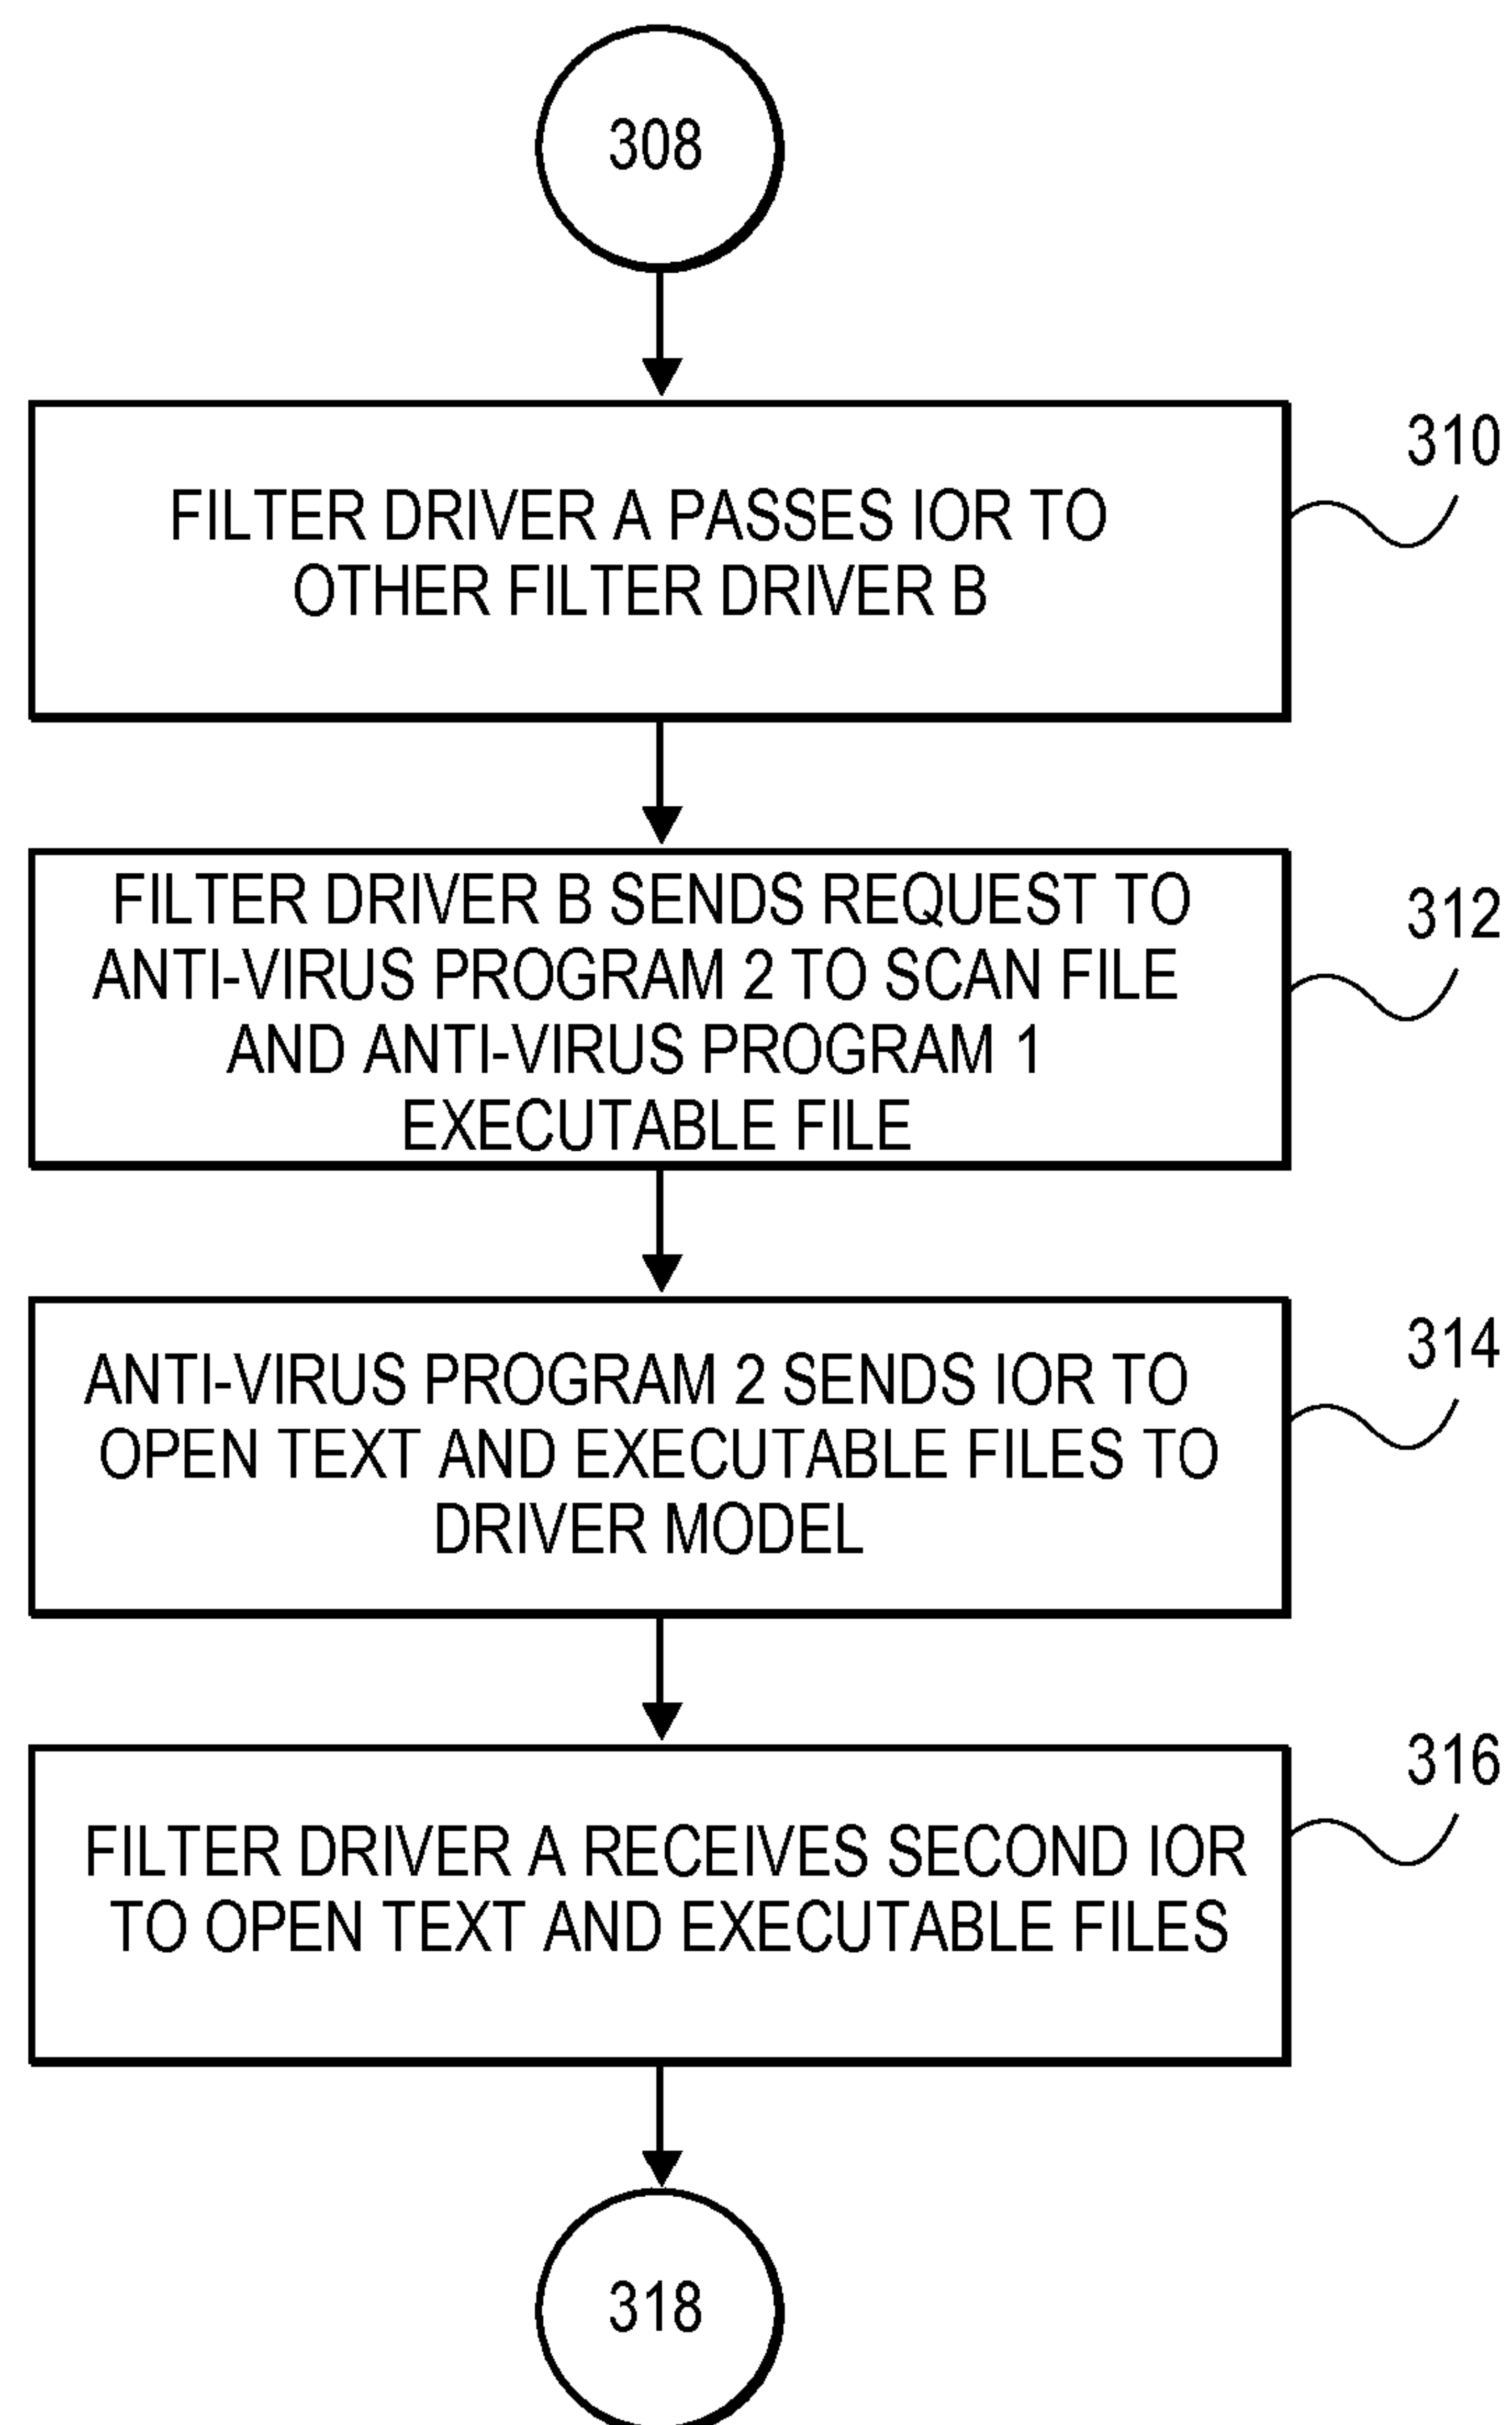 308
310
FILTER DRIVER A PASSES IOR TO
OTHER FILTER DRIVER B
312
FILTER DRIVER B SENDS REQUEST TO
ANTI-VIRUS PROGRAM 2 TO SCAN FILE
AND ANTI-VIRUS PROGRAM 1
EXECUTABLE FILE
314
ANTI-VIRUS PROGRAM 2 SENDS IOR TO
OPEN TEXT AND EXECUTABLE FILES TO
DRIVER MODEL
316
FILTER DRIVER A RECEIVES SECOND IOR
TO OPEN TEXT AND EXECUTABLE FILES
318